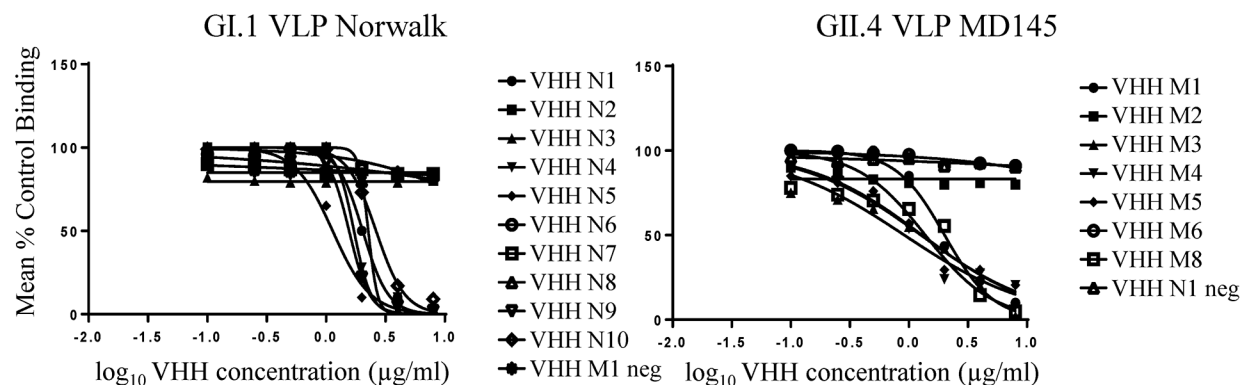 GI.1 VLP Norwalk
Mean % Control Binding
150
100
50
0
-2.0 -1.5 -1.0 -0.5 0.0 0.5 1.0
log10 VHH concentration (µg/ml)
VHH N1
VHH N2
VHH N3
VHH N4
VHH N5
VHH N6
VHH N7
VHH N8
VHH N9
VHH N10
VHH M1 neg
GII.4 VLP MD145
150
100
50
0
-2.0 -1.5 -1.0 -0.5 0.0 0.5 1.0
log10 VHH concentration (µg/ml)
VHH M1
VHH M2
VHH M3
VHH M4
VHH M5
VHH M6
VHH M8
VHH N1 neg